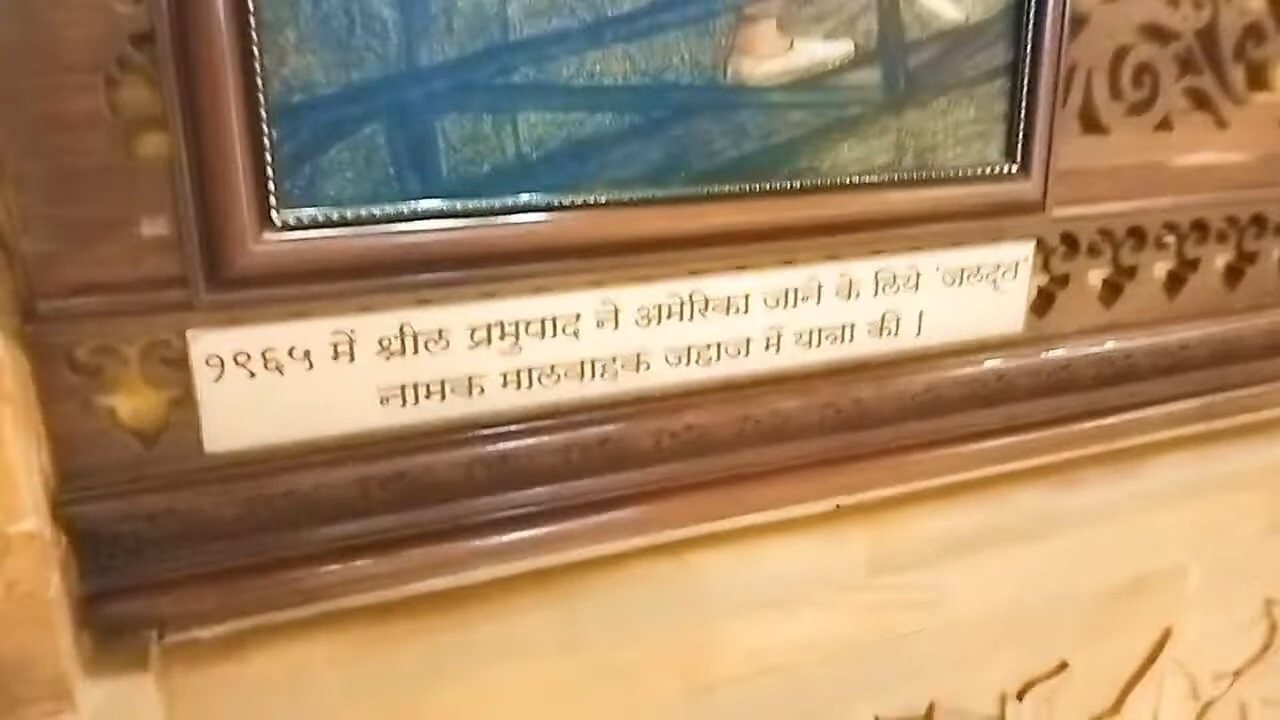 १९६५ में श्रील प्रभुपाद ने अमेरिका जाने के लिये 'जलदूत'
नामक मालवाहक जहाज में यात्रा की |